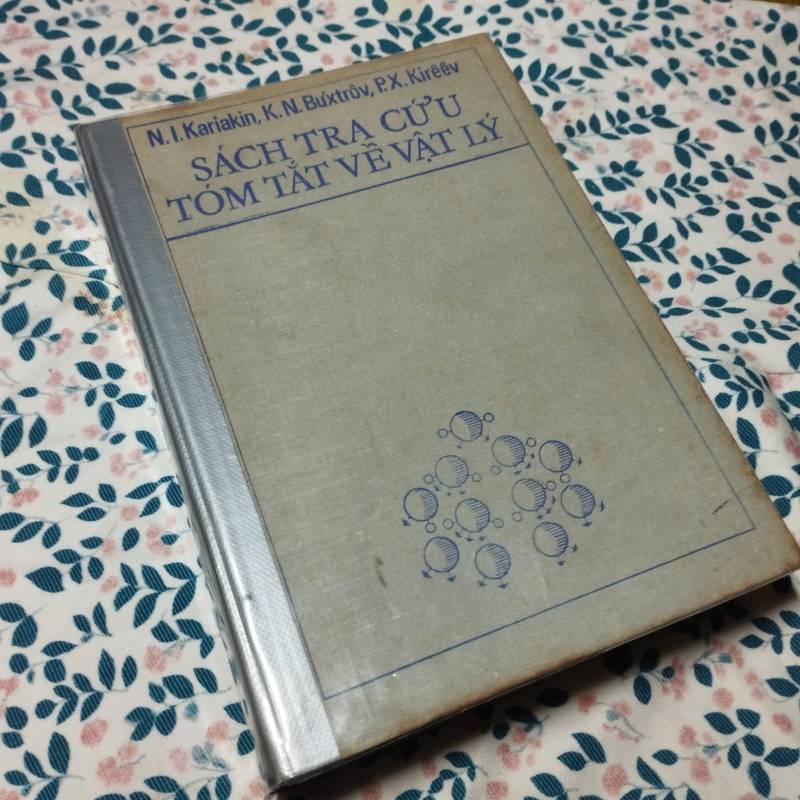 N.I.Kariakin, K.N.Buxtrôv, P.X.Kirêêv
SÁCH TRA CỨU
TÓM TẮT VỀ VẬT LÝ